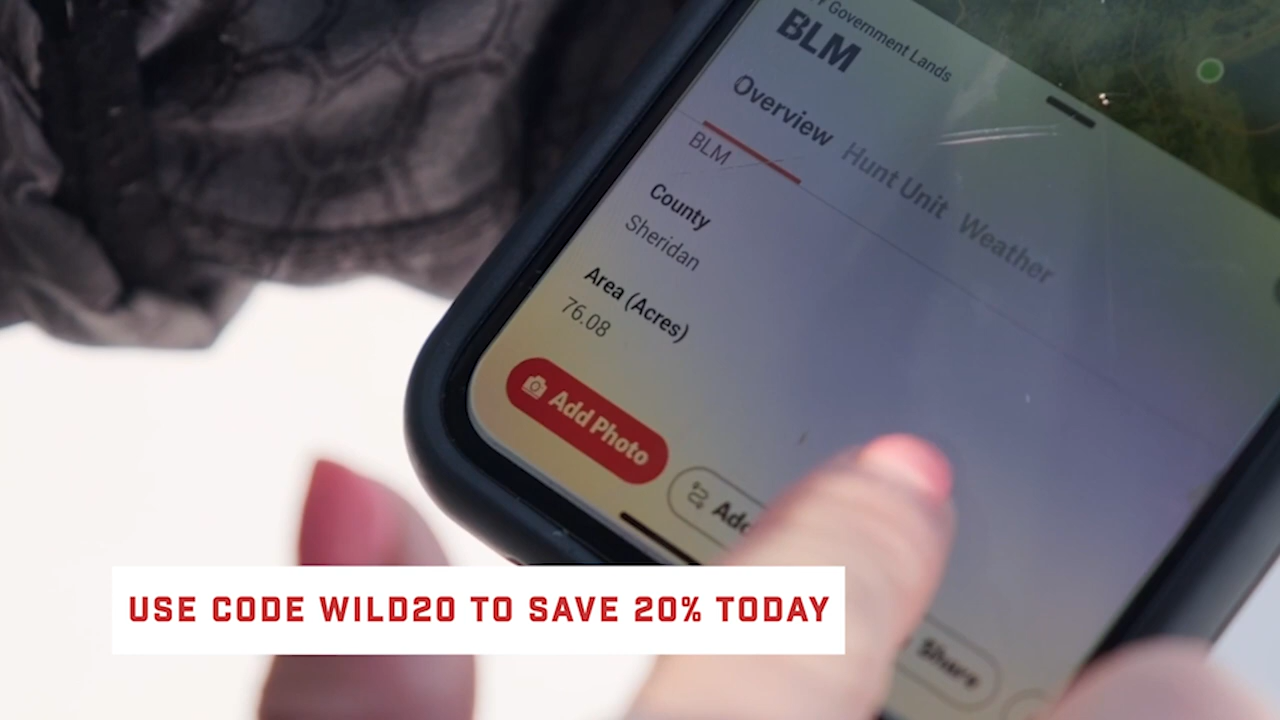 Government Lands
BLM
Overview Hunt Unit Weather
BLM
County
Sheridan
Area (Acres)
76.08
Add Photo
Share
USE CODE WILD20 TO SAVE 20% TODAY